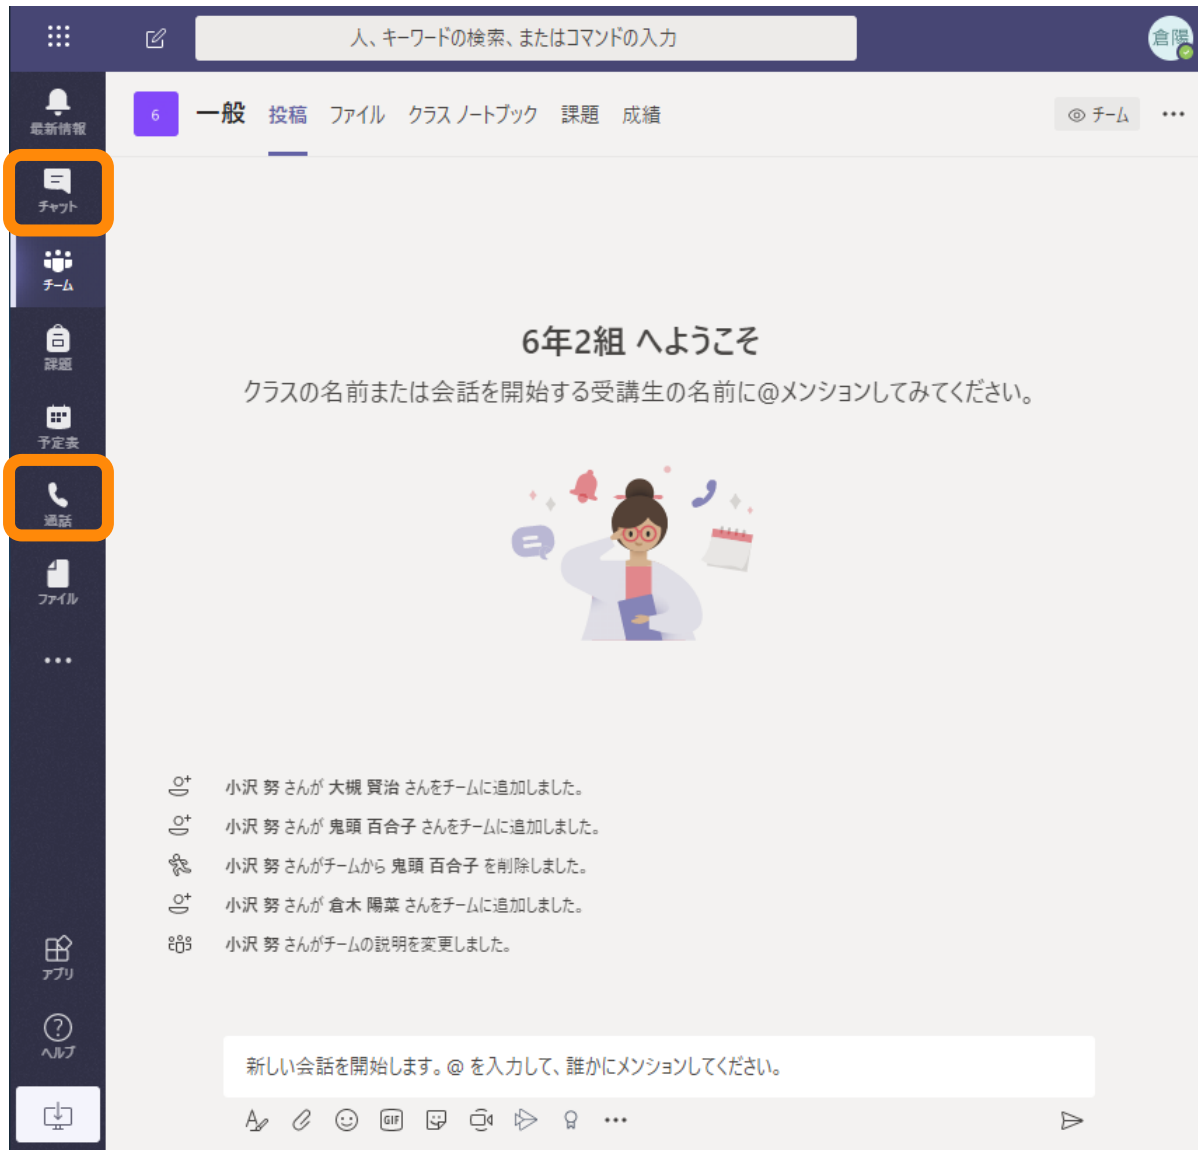 人、キーワードの検索、またはコマンドの入力
倉陽
最新情報
チャット
チーム
課題
予定表
通話
ファイル
アプリ
ヘルプ
6 一般 投稿 ファイル クラス ノートブック 課題 成績
チーム
6年2組 へようこそ
クラスの名前または会話を開始する受講生の名前に@メンションしてみてください。
小沢 努 さんが 大槻 賢治 さんをチームに追加しました。
小沢 努 さんが 鬼頭 百合子 さんをチームに追加しました。
小沢 努 さんがチームから 鬼頭 百合子 を削除しました。
小沢 努 さんが 倉木 陽菜 さんをチームに追加しました。
小沢 努 さんがチームの説明を変更しました。
新しい会話を開始します。@ を入力して、誰かにメンションしてください。
GIF